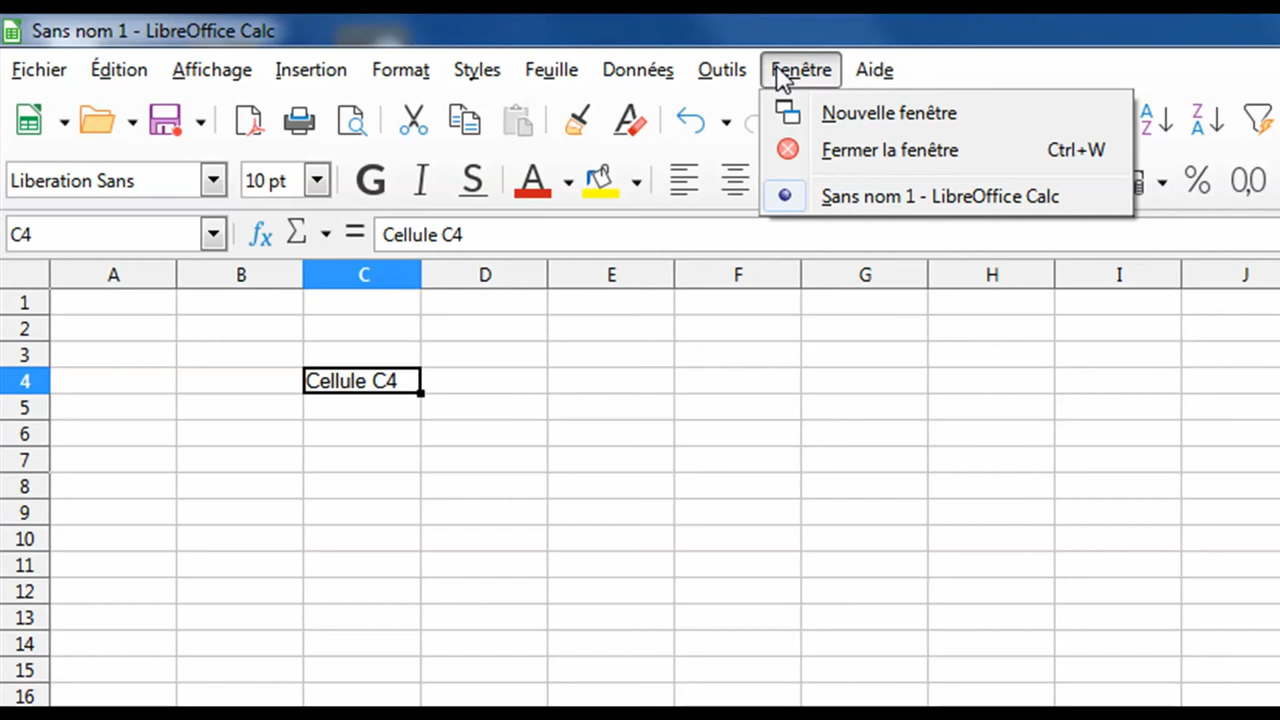 Sans nom 1 - LibreOffice Calc
Fichier Édition Affichage Insertion Format Styles Feuille Données Outils Fenêtre Aide
Nouvelle fenêtre
Fermer la fenêtre Ctrl+W
Sans nom 1 - LibreOffice Calc
A Z Z A
Liberation Sans 10 pt G I S A % 0,0
C4 fx Σ = Cellule C4
A B C D E F G H I J
1
2
3
4 Cellule C4
5
6
7
8
9
10
11
12
13
14
15
16